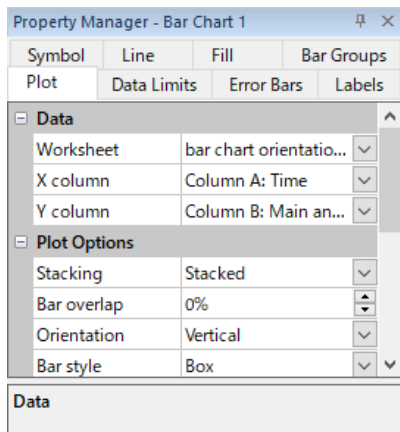 Property Manager - Bar Chart 1
Symbol Line Fill Bar Groups
Plot Data Limits Error Bars Labels
Data
Worksheet bar chart orientatio...
X column Column A: Time
Y column Column B: Main an...
Plot Options
Stacking Stacked
Bar overlap 0%
Orientation Vertical
Bar style Box
Data